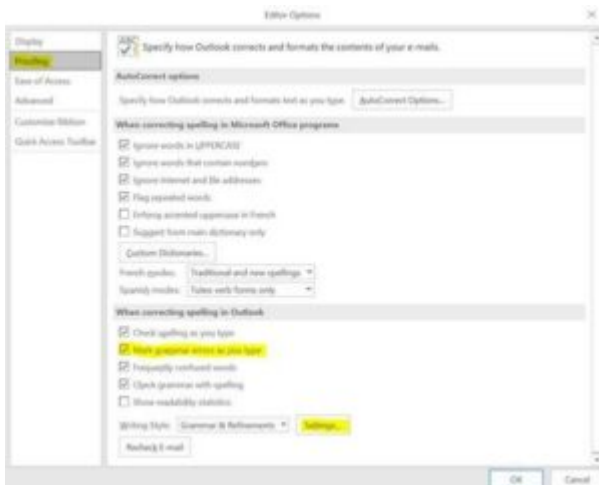 Editor Options
Display
Proofing
Ease of Access
Advanced
Customize Ribbon
Quick Access Toolbar
ABC
Specify how Outlook corrects and formats the contents of your e-mails.
AutoCorrect options
Specify how Outlook corrects and formats text as you type: AutoCorrect Options...
When correcting spelling in Microsoft Office programs
Ignore words in UPPERCASE
Ignore words that contain numbers
Ignore Internet and file addresses
Flag repeated words
Enforce accented uppercase in French
Suggest from main dictionary only
Custom Dictionaries...
French modes: Traditional and new spellings
Spanish modes: Tuteo verb forms only
When correcting spelling in Outlook
Check spelling as you type
Mark grammar errors as you type
Frequently confused words
Check grammar with spelling
Show readability statistics
Writing Style: Grammar & Refinements Settings...
Recheck E-mail
OK Cancel